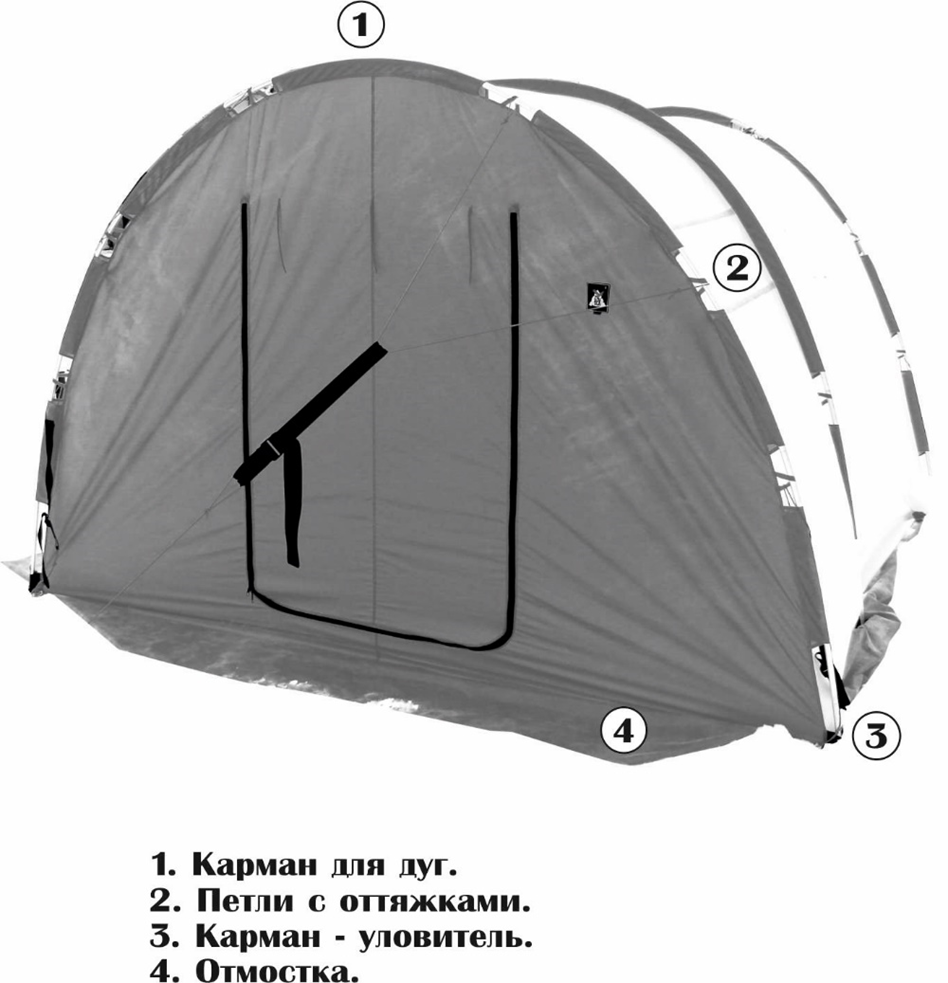 1
2
3
4
1. Карман для дуг.
2. Петли с оттяжками.
3. Карман - уловитель.
4. Отмостка.